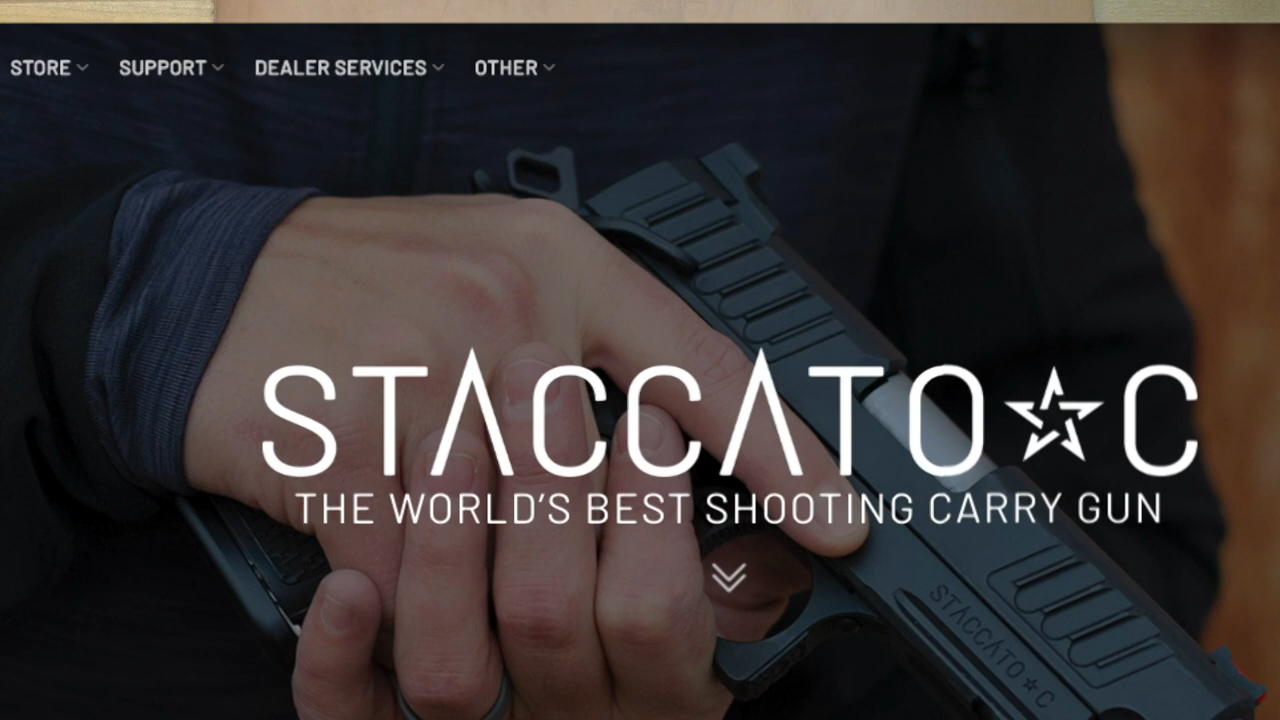 STORE SUPPORT DEALER SERVICES OTHER
STACCATO☆C
THE WORLD'S BEST SHOOTING CARRY GUN
STACCATO☆C